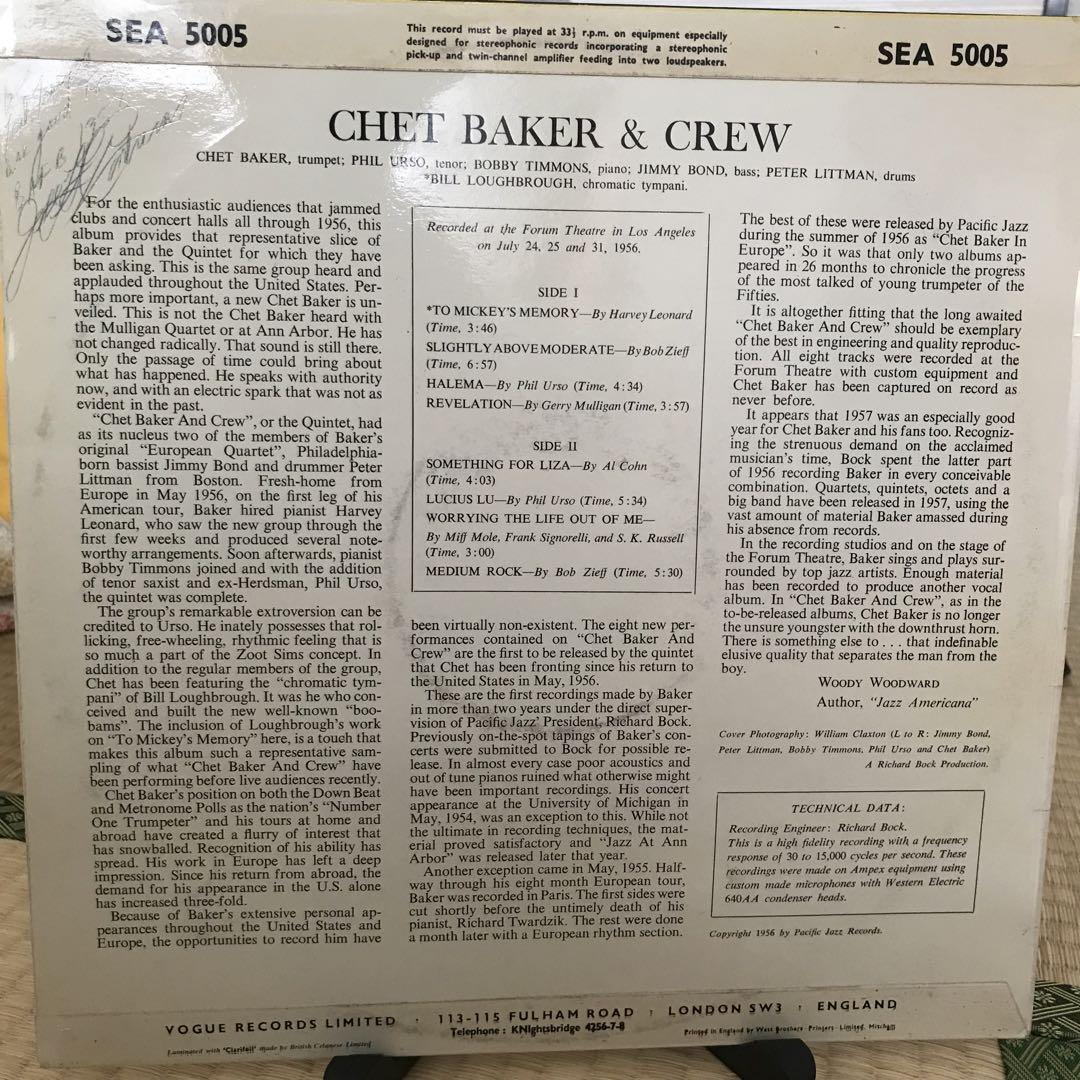 SEA 5005
This record must be played at 33⅓ r.p.m. on equipment especially
designed for stereophonic records incorporating a stereophonic
pick-up and twin-channel amplifier feeding into two loudspeakers.
SEA 5005
CHET BAKER & CREW
CHET BAKER, trumpet; PHIL URSO, tenor; BOBBY TIMMONS, piano; JIMMY BOND, bass; PETER LITTMAN, drums
*BILL LOUGHBROUGH, chromatic tympani.
For the enthusiastic audiences that jammed
clubs and concert halls all through 1956, this
album provides that representative slice of
Baker and the Quintet for which they have
been asking. This is the same group heard and
applauded throughout the United States. Per-
haps more important, a new Chet Baker is un-
veiled. This is not the Chet Baker heard with
the Mulligan Quartet or at Ann Arbor. He has
not changed radically. That sound is still there.
Only the passage of time could bring about
what has happened. He speaks with authority
now, and with an electric spark that was not as
evident in the past.
"Chet Baker And Crew", or the Quintet, had
as its nucleus two of the members of Baker's
original "European Quartet", Philadelphia-
born bassist Jimmy Bond and drummer Peter
Littman from Boston. Fresh-home from
Europe in May 1956, on the first leg of his
American tour, Baker hired pianist Harvey
Leonard, who saw the new group through the
first few weeks and produced several note-
worthy arrangements. Soon afterwards, pianist
Bobby Timmons joined and with the addition
of tenor saxist and ex-Herdsman, Phil Urso,
the quintet was complete.
The group's remarkable extroversion can be
credited to Urso. He inately possesses that rol-
licking, free-wheeling, rhythmic feeling that is
so much a part of the Zoot Sims concept. In
addition to the regular members of the group,
Chet has been featuring the "chromatic tym-
pani" of Bill Loughbrough. It was he who con-
ceived and built the new well-known "boo-
bams". The inclusion of Loughbrough's work
on "To Mickey's Memory" here, is a touch that
makes this album such a representative sam-
pling of what "Chet Baker And Crew" have
been performing before live audiences recently.
Chet Baker's position on both the Down Beat
and Metronome Polls as the nation's "Number
One Trumpeter" and his tours at home and
abroad have created a flurry of interest that
has snowballed. Recognition of his ability has
spread. His work in Europe has left a deep
impression. Since his return from abroad, the
demand for his appearance in the U.S. alone
has increased three-fold.
Because of Baker's extensive personal ap-
pearances throughout the United States and
Europe, the opportunities to record him have
Recorded at the Forum Theatre in Los Angeles
on July 24, 25 and 31, 1956.
SIDE I
*TO MICKEY'S MEMORY—By Harvey Leonard
(Time, 3:46)
SLIGHTLY ABOVE MODERATE—By Bob Zieff
(Time, 6:57)
HALEMA—By Phil Urso (Time, 4:34)
REVELATION—By Gerry Mulligan (Time, 3:57)
SIDE II
SOMETHING FOR LIZA—By Al Cohn
(Time, 4:03)
LUCIUS LU—By Phil Urso (Time, 5:34)
WORRYING THE LIFE OUT OF ME—
By Miff Mole, Frank Signorelli, and S. K. Russell
(Time, 3:00)
MEDIUM ROCK—By Bob Zieff (Time, 5:30)
been virtually non-existent. The eight new per-
formances contained on "Chet Baker And
Crew" are the first to be released by the quintet
that Chet has been fronting since his return to
the United States in May, 1956.
These are the first recordings made by Baker
in more than two years under the direct super-
vision of Pacific Jazz' President, Richard Bock.
Previously on-the-spot tapings of Baker's con-
certs were submitted to Bock for possible re-
lease. In almost every case poor acoustics and
out of tune pianos ruined what otherwise might
have been important recordings. His concert
appearance at the University of Michigan in
May, 1954, was an exception to this. While not
the ultimate in recording techniques, the mat-
erial proved satisfactory and "Jazz At Ann
Arbor" was released later that year.
Another exception came in May, 1955. Half-
way through his eight month European tour,
Baker was recorded in Paris. The first sides were
cut shortly before the untimely death of his
pianist, Richard Twardzik. The rest were done
a month later with a European rhythm section.
The best of these were released by Pacific Jazz
during the summer of 1956 as "Chet Baker In
Europe". So it was that only two albums ap-
peared in 26 months to chronicle the progress
of the most talked of young trumpeter of the
Fifties.
It is altogether fitting that the long awaited
"Chet Baker And Crew" should be exemplary
of the best in engineering and quality reproduc-
tion. All eight tracks were recorded at the
Forum Theatre with custom equipment and
Chet Baker has been captured on record as
never before.
It appears that 1957 was an especially good
year for Chet Baker and his fans too. Recogniz-
ing the strenuous demand on the acclaimed
musician's time, Bock spent the latter part
of 1956 recording Baker in every conceivable
combination. Quartets, quintets, octets and a
big band have been released in 1957, using the
vast amount of material Baker amassed during
his absence from records.
In the recording studios and on the stage of
the Forum Theatre, Baker sings and plays sur-
rounded by top jazz artists. Enough material
has been recorded to produce another vocal
album. In "Chet Baker And Crew", as in the
to-be-released albums, Chet Baker is no longer
the unsure youngster with the downthrust horn.
There is something else to . . . that indefinable
elusive quality that separates the man from the
boy.
WOODY WOODWARD
Author, "Jazz Americana"
Cover Photography: William Claxton (L to R: Jimmy Bond,
Peter Littman, Bobby Timmons, Phil Urso and Chet Baker)
A Richard Bock Production.
TECHNICAL DATA:
Recording Engineer: Richard Bock.
This is a high fidelity recording with a frequency
response of 30 to 15,000 cycles per second. These
recordings were made on Ampex equipment using
custom made microphones with Western Electric
640AA condenser heads.
Copyright 1956 by Pacific Jazz Records.
VOGUE RECORDS LIMITED · 113-115 FULHAM ROAD · LONDON SW3 · ENGLAND
Telephone: KNIghtsbridge 4256-7-8
Printed in England by West Brothers Printers Limited, Mitcham
Laminated with "Clarifoil" made by British Celanese Limited